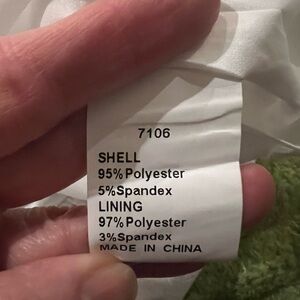 7106
SHELL
95%Polyester
5%Spandex
LINING
97%Polyester
3%Spandex
MADE IN CHINA